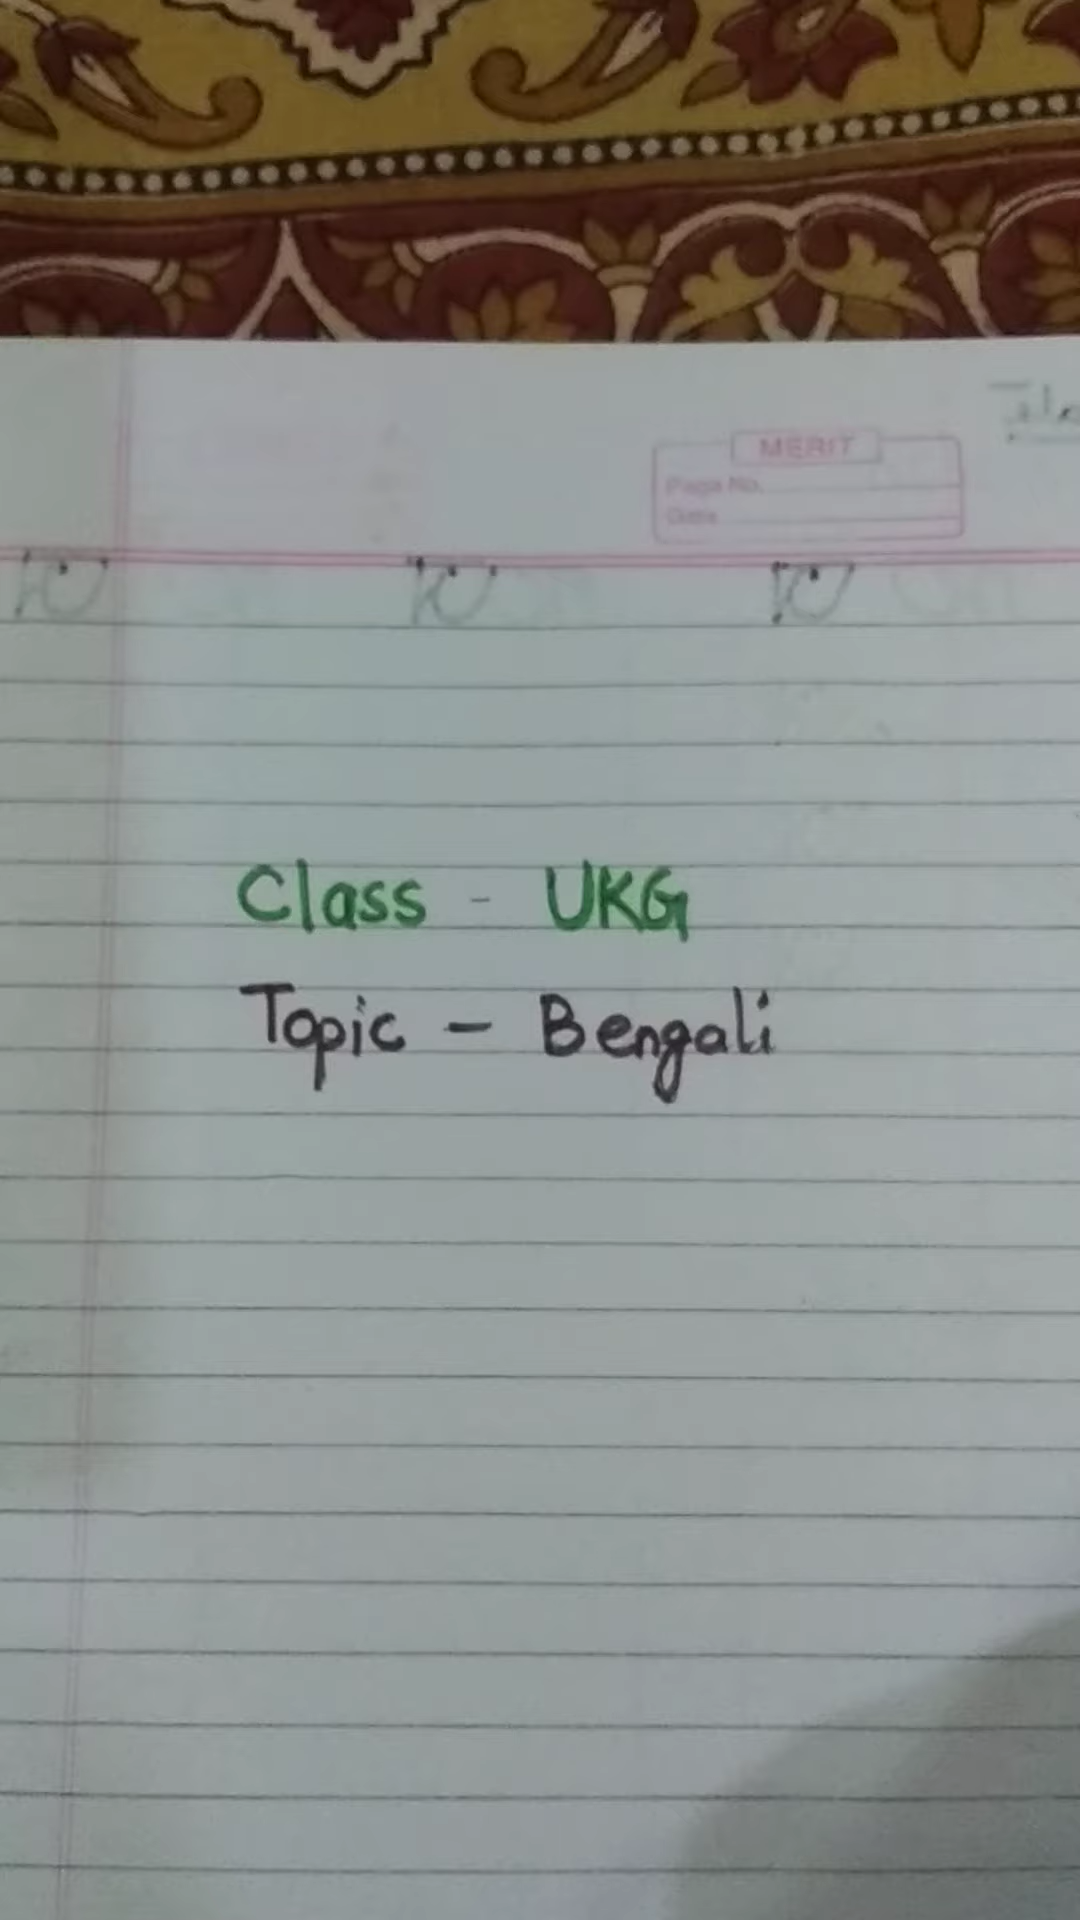 MERIT
Page No.
Date
Class - UKG
Topic - Bengali